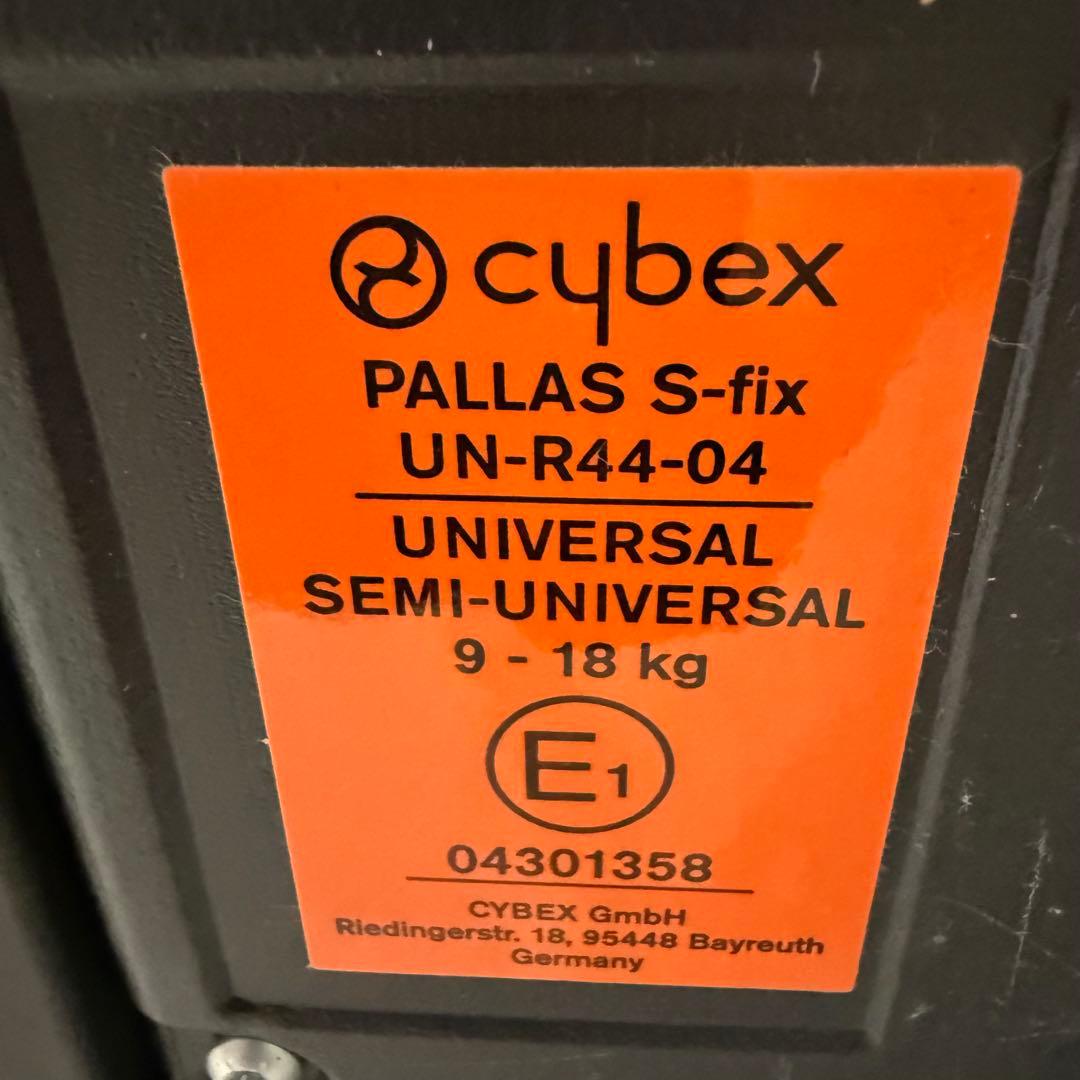 cybex
PALLAS S-fix
UN-R44-04
UNIVERSAL
SEMI-UNIVERSAL
9 - 18 kg
E1
04301358
CYBEX GmbH
Riedingerstr. 18, 95448 Bayreuth
Germany